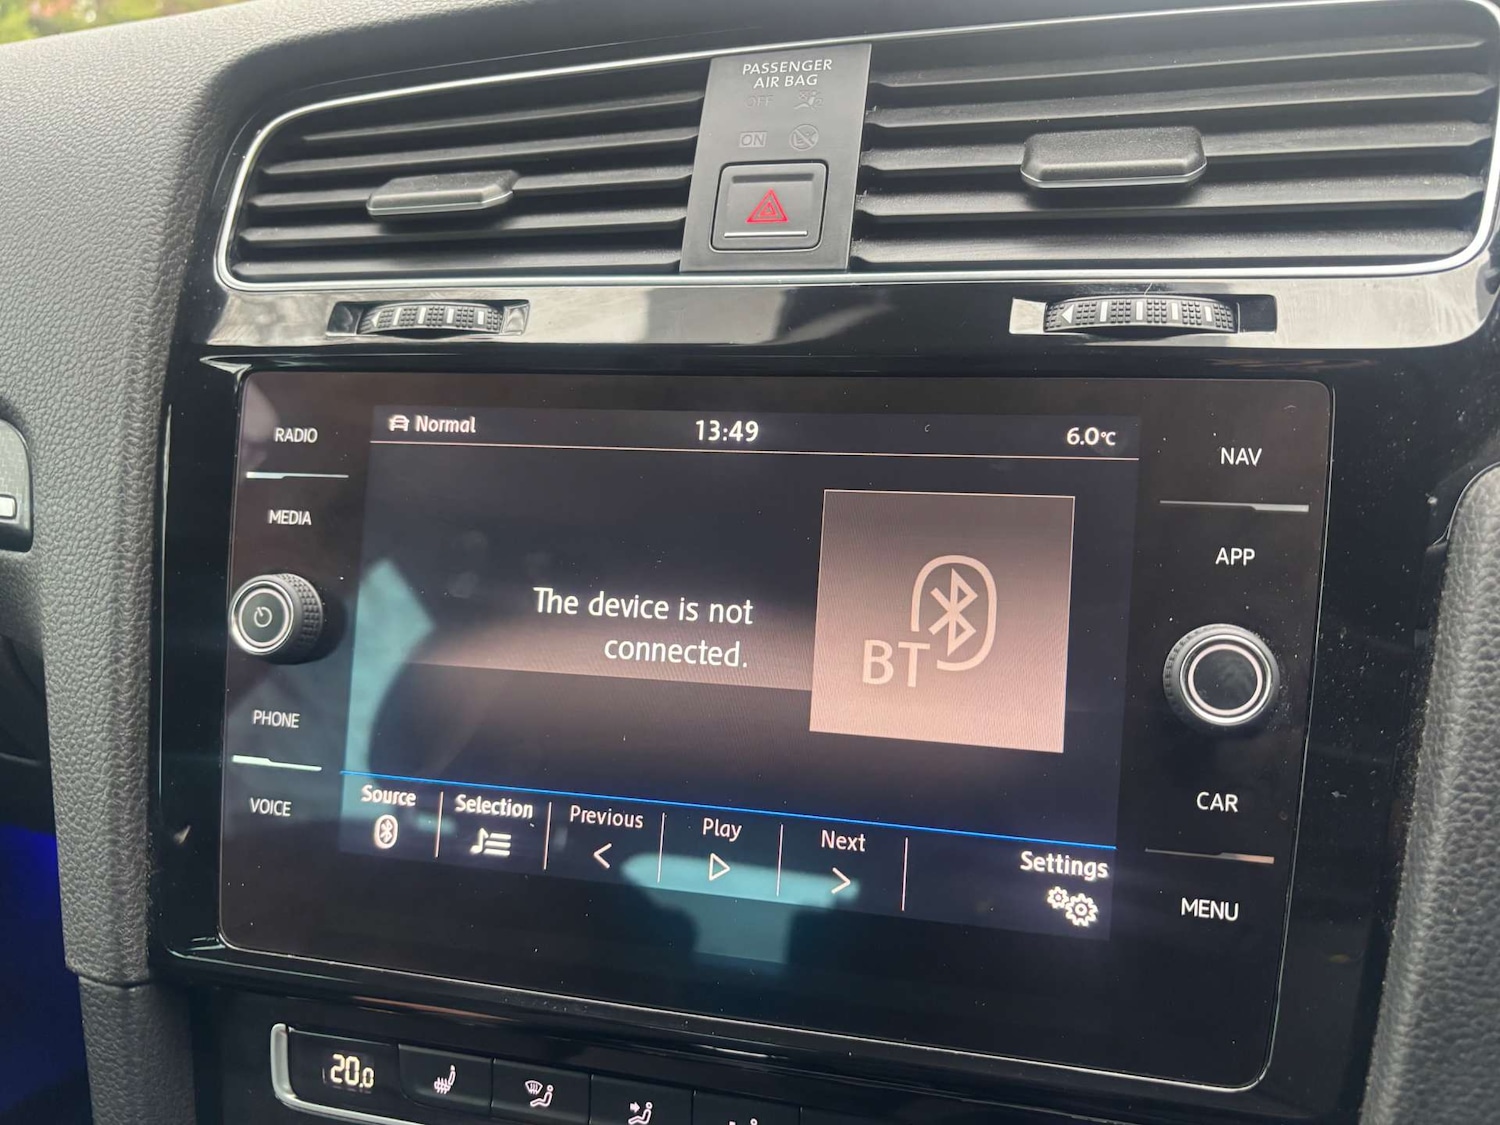 PASSENGER
AIR BAG
OFF
ON
RADIO
MEDIA
PHONE
VOICE
Normal
13:49
6.0°C
The device is not
connected.
BT
Source
Selection
Previous
Play
Next
Settings
NAV
APP
CAR
MENU
20.0